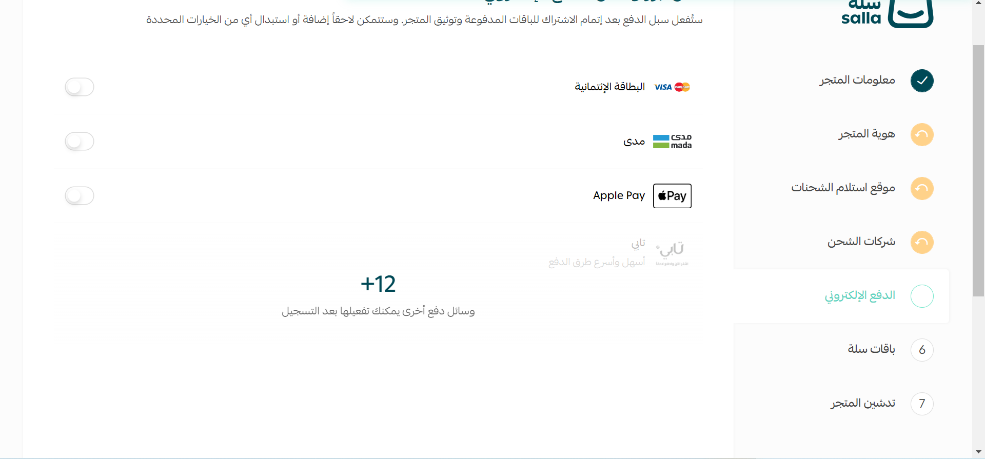 ستُفعل سبل الدفع بعد إتمام الاشتراك للباقات المدفوعة وتوثيق المتجر. وستتمكن لاحقاً إضافة أو استبدال أي من الخيارات المحددة
VISA البطاقة الإئتمانية
مدى mada مدى
Pay Apple Pay
تابي تابي
أسهل وأسرع طرق الدفع
+12
وسائل دفع أخرى يمكنك تفعيلها بعد التسجيل
سلة
salla
معلومات المتجر
هوية المتجر
موقع استلام الشحنات
شركات الشحن
الدفع الإلكتروني
6 باقات سلة
7 تدشين المتجر